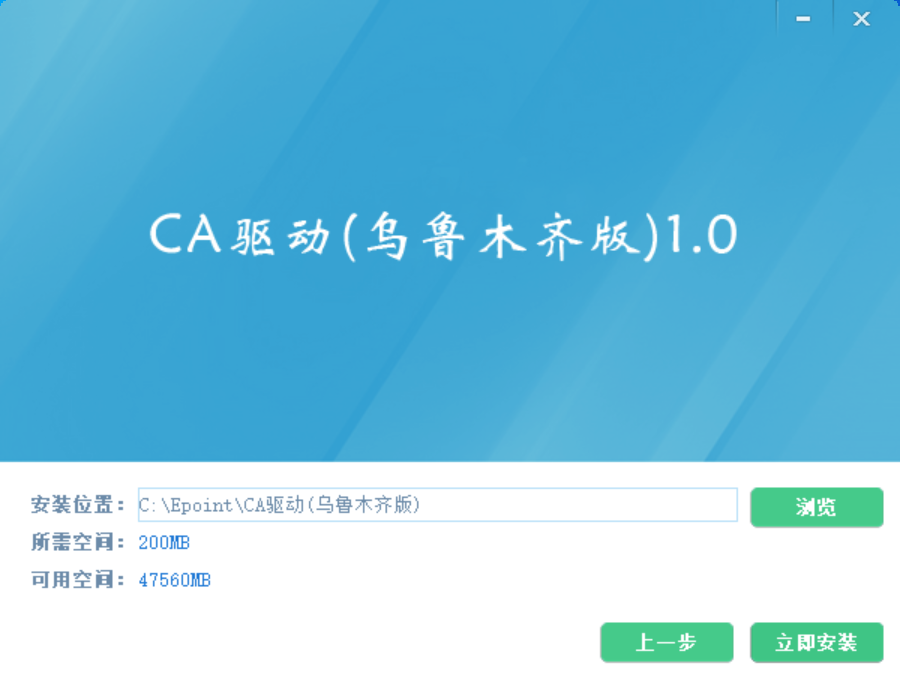 CA驱动(乌鲁木齐版)1.0
安装位置： C:\Epoint\CA驱动(乌鲁木齐版) 浏览
所需空间： 200MB
可用空间： 47560MB
上一步 立即安装